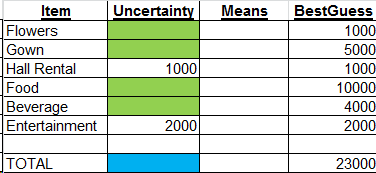 Item Uncertainty Means BestGuess
Flowers 1000
Gown 5000
Hall Rental 1000 1000
Food 10000
Beverage 4000
Entertainment 2000 2000
TOTAL 23000